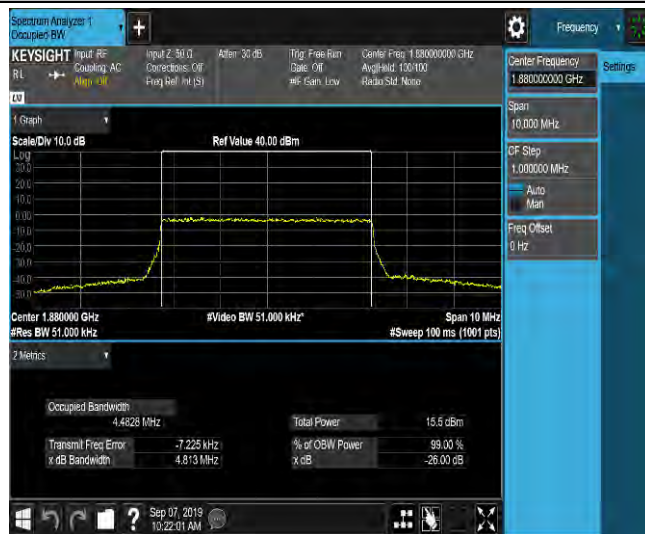 Spectrum Analyzer 1
Occupied BW
+
Frequency
KEYSIGHT
Input: RF
Coupling: AC
Align: Off
Input Z: 50 Ω
Corrections: Off
Freq Ref: Int (S)
Atten: 30 dB
Trig: Free Run
Gate: Off
#IF Gain: Low
Center Freq: 1.880000000 GHz
Avg|Hold: 100/100
Radio Std: None
RL
LXI
1 Graph
Scale/Div 10.0 dB
Ref Value 40.00 dBm
Log
30.0
20.0
10.0
0.00
-10.0
-20.0
-30.0
-40.0
-50.0
Center 1.880000 GHz
#Video BW 51.000 kHz*
Span 10 MHz
#Res BW 51.000 kHz
#Sweep 100 ms (1001 pts)
2 Metrics
Occupied Bandwidth
4.4828 MHz
Total Power
15.5 dBm
Transmit Freq Error
-7.225 kHz
% of OBW Power
99.00 %
x dB Bandwidth
4.813 MHz
x dB
-26.00 dB
?
Sep 07, 2019
10:22:01 AM
Center Frequency
1.880000000 GHz
Settings
Span
10.000 MHz
CF Step
1.000000 MHz
Auto
Man
Freq Offset
0 Hz